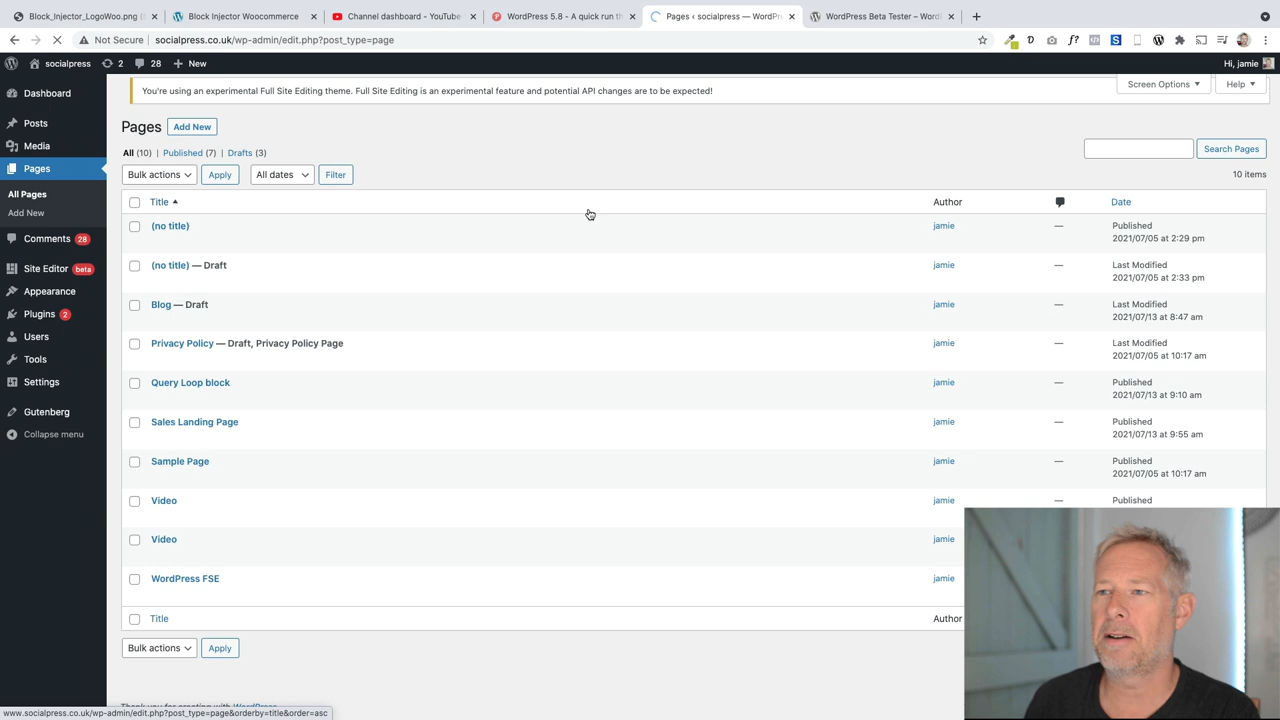 Block_Injector_LogoWoo.png (
Block Injector Woocommerce
Channel dashboard - YouTube
WordPress 5.8 - A quick run th
Pages ‹ socialpress — WordPr
WordPress Beta Tester – Word
Not Secure
socialpress.co.uk/wp-admin/edit.php?post_type=page
socialpress
2
28
New
Hi, jamie
You're using an experimental Full Site Editing theme. Full Site Editing is an experimental feature and potential API changes are to be expected!
Screen Options
Help
Dashboard
Posts
Media
Pages
All Pages
Add New
Comments 28
Site Editor beta
Appearance
Plugins 2
Users
Tools
Settings
Gutenberg
Collapse menu
Pages
Add New
All (10) | Published (7) | Drafts (3)
Search Pages
Bulk actions
Apply
All dates
Filter
10 items
Title
Author
Date
(no title)
jamie
—
Published
2021/07/05 at 2:29 pm
(no title) — Draft
jamie
—
Last Modified
2021/07/05 at 2:33 pm
Blog — Draft
jamie
—
Last Modified
2021/07/13 at 8:47 am
Privacy Policy — Draft, Privacy Policy Page
jamie
—
Last Modified
2021/07/05 at 10:17 am
Query Loop block
jamie
—
Published
2021/07/13 at 9:10 am
Sales Landing Page
jamie
—
Published
2021/07/13 at 9:55 am
Sample Page
jamie
—
Published
2021/07/05 at 10:17 am
Video
jamie
—
Published
Video
jamie
WordPress FSE
jamie
Title
Author
Bulk actions
Apply
Thank you for creating with WordPress.
www.socialpress.co.uk/wp-admin/edit.php?post_type=page&orderby=title&order=asc